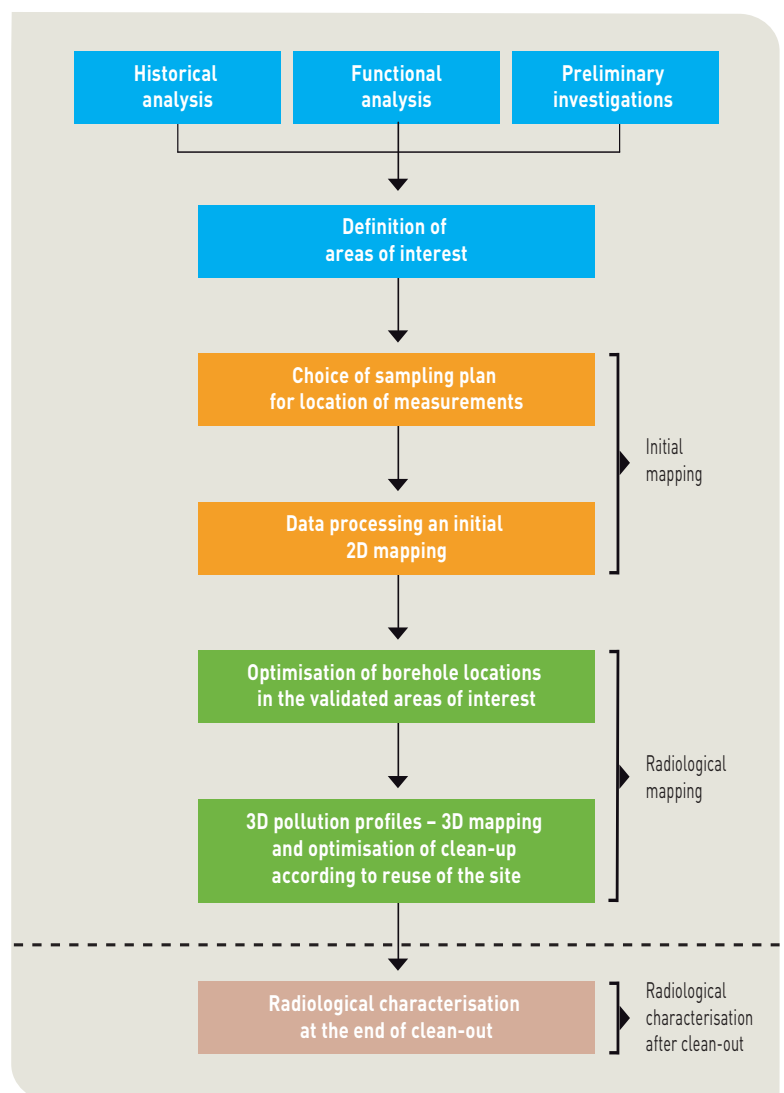 Historical
analysis
Functional
analysis
Preliminary
investigations
Definition of
areas of interest
Choice of sampling plan
for location of measurements
Initial
mapping
Data processing an initial
2D mapping
Optimisation of borehole locations
in the validated areas of interest
Radiological
mapping
3D pollution profiles – 3D mapping
and optimisation of clean-up
according to reuse of the site
Radiological characterisation
at the end of clean-out
Radiological
characterisation
after clean-out